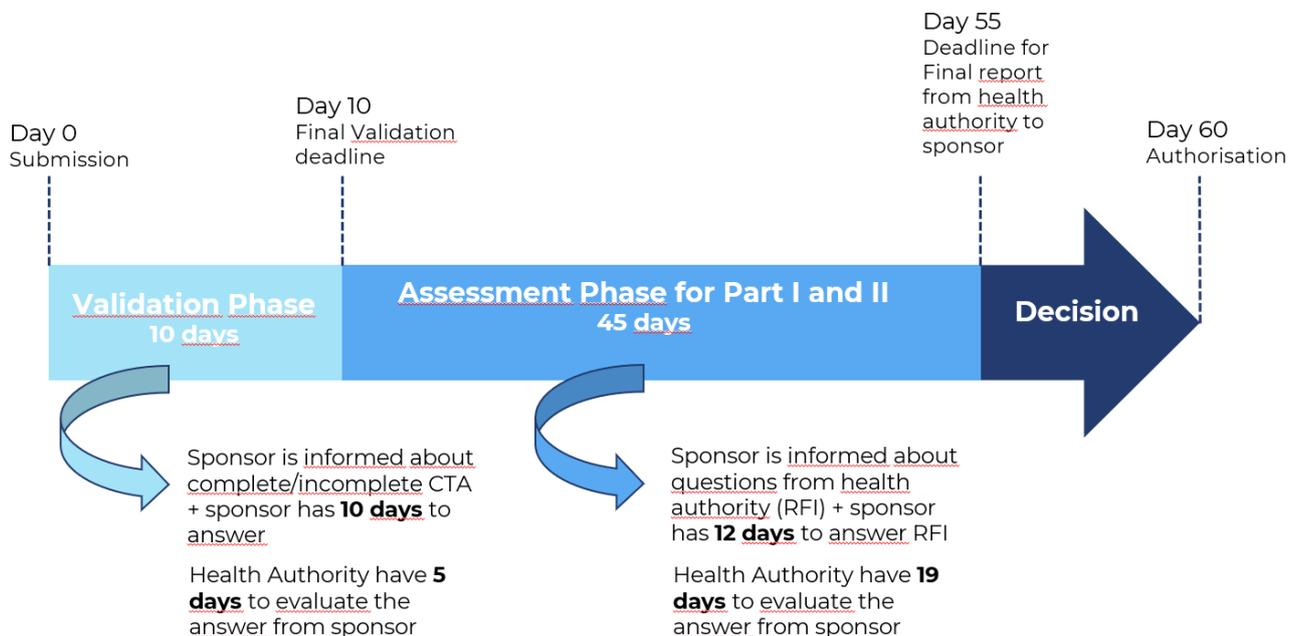 Day 0
Submission
Day 10
Final Validation
deadline
Day 55
Deadline for
Final report
from health
authority to
sponsor
Day 60
Authorisation
Validation Phase
10 days
Assessment Phase for Part I and II
45 days
Decision
Sponsor is informed about
complete/incomplete CTA
+ sponsor has 10 days to
answer
Health Authority have 5
days to evaluate the
answer from sponsor
Sponsor is informed about
questions from health
authority (RFI) + sponsor
has 12 days to answer RFI
Health Authority have 19
days to evaluate the
answer from sponsor